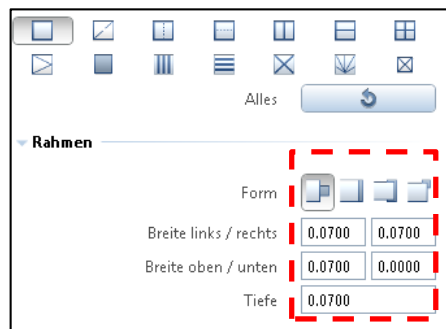 Alles
Rahmen
Form
Breite links / rechts 0.0700 0.0700
Breite oben / unten 0.0700 0.0000
Tiefe 0.0700